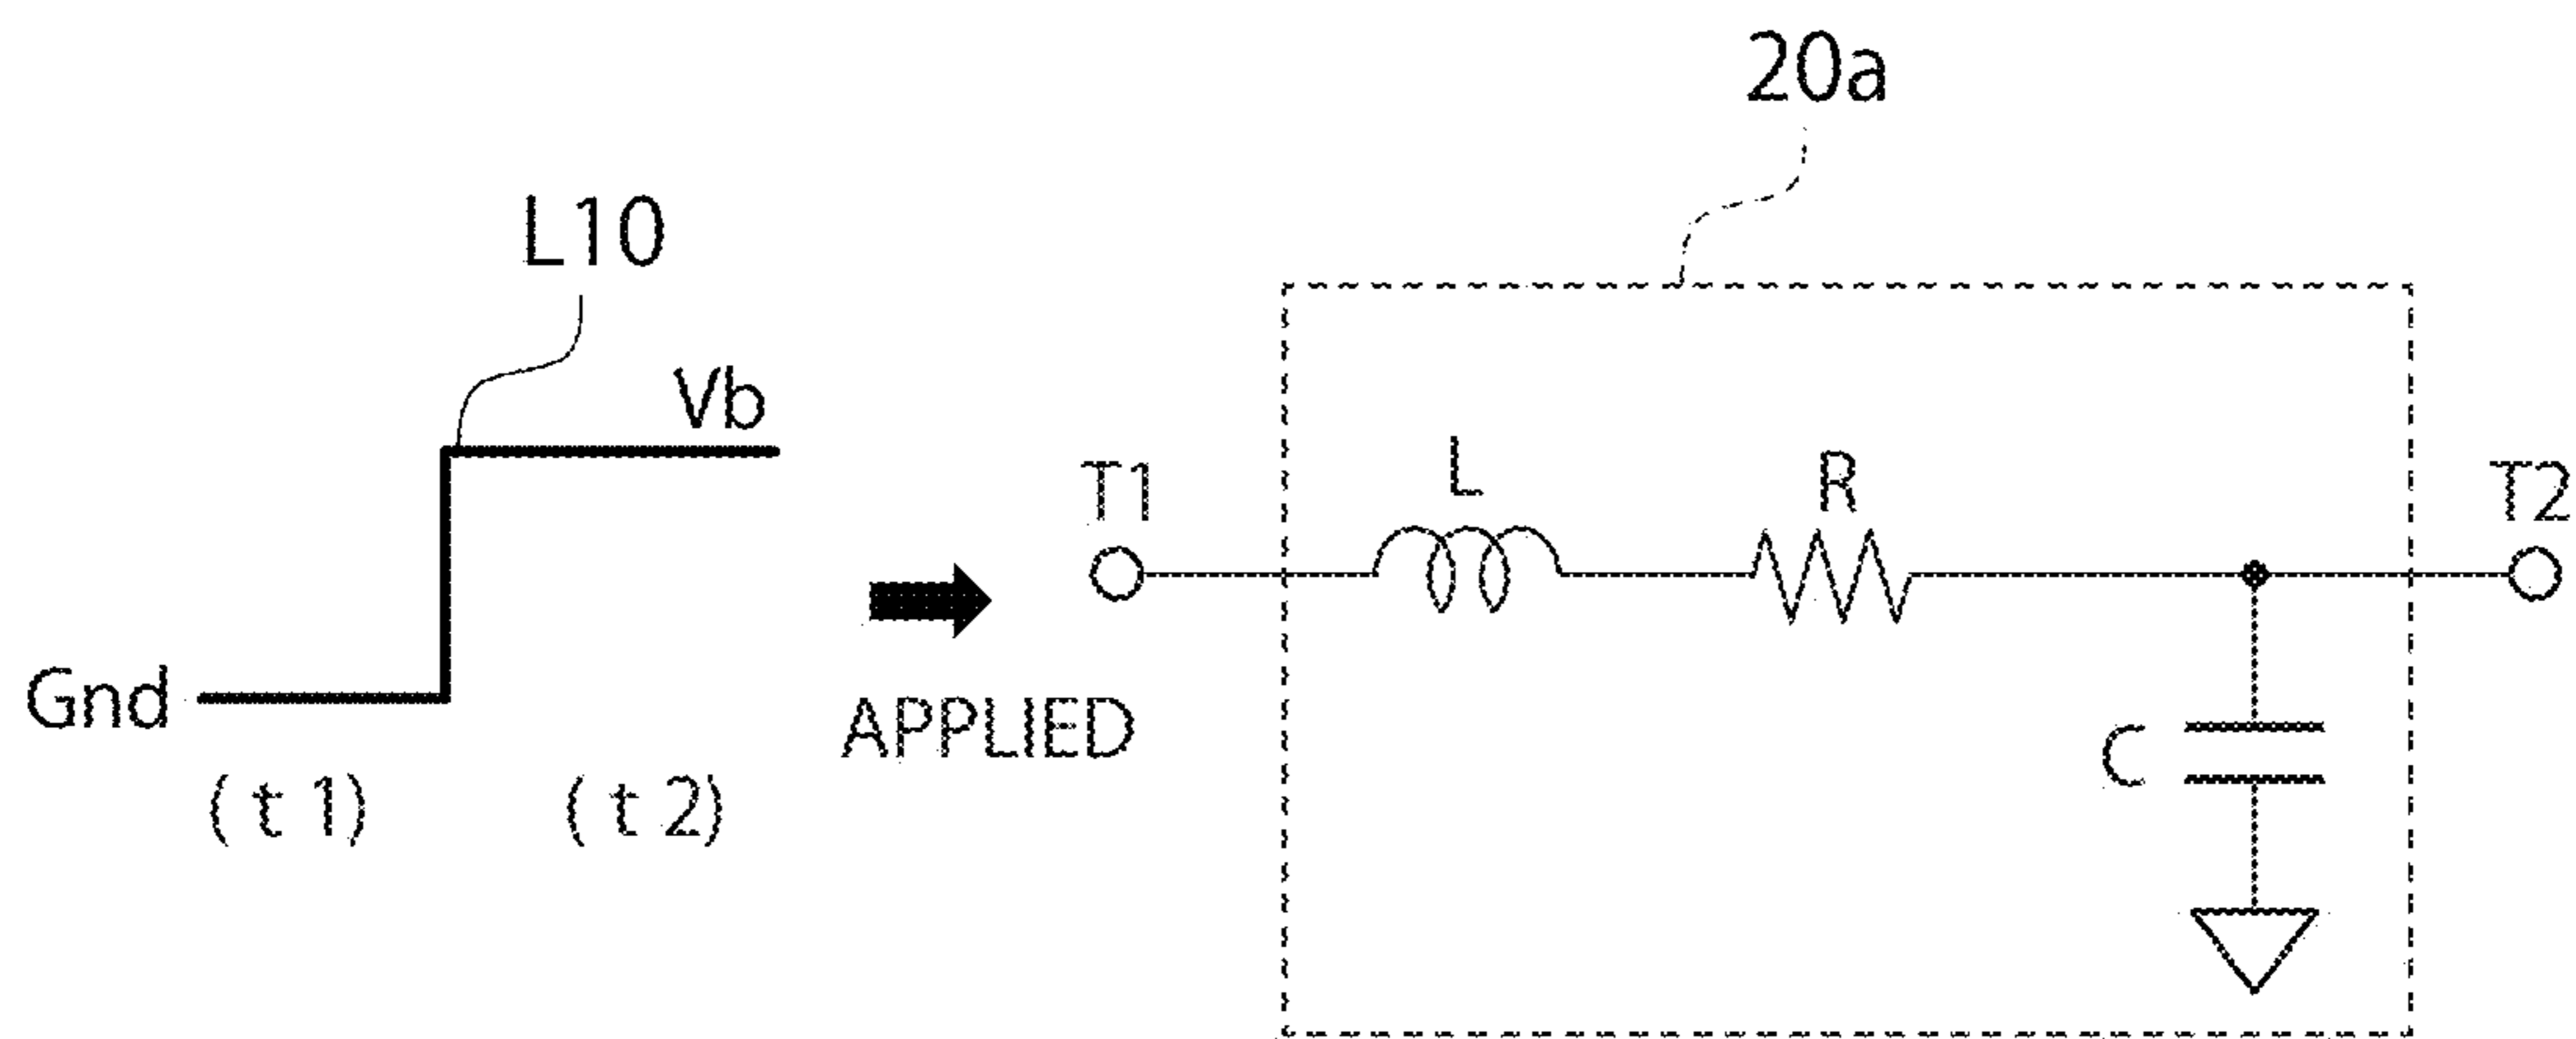 20a
L10
Vb
T1
L
R
T2
Gnd
APPLIED
C
( t 1)
( t 2)